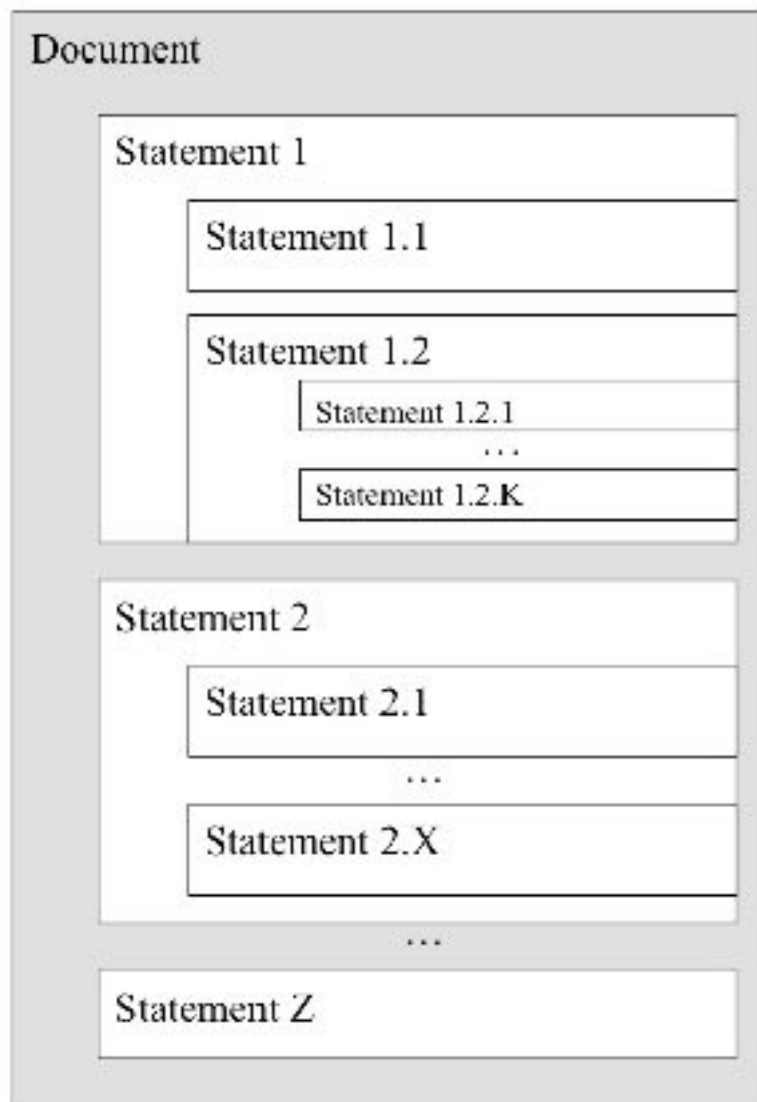 Document
Statement 1
Statement 1.1
Statement 1.2
Statement 1.2.1
...
Statement 1.2.K
Statement 2
Statement 2.1
...
Statement 2.X
...
Statement Z